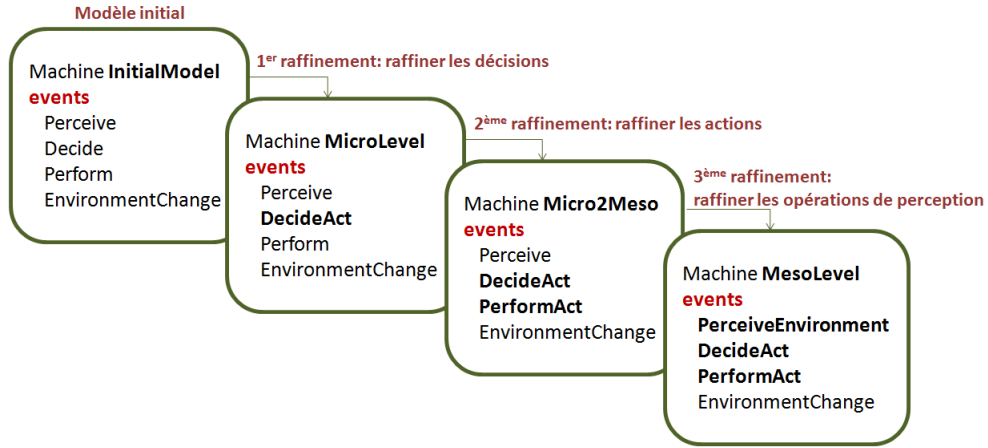 Modèle initial
Machine InitialModel
events
Perceive
Decide
Perform
EnvironmentChange
1er raffinement: raffiner les décisions
Machine MicroLevel
events
Perceive
DecideAct
Perform
EnvironmentChange
2ème raffinement: raffiner les actions
Machine Micro2Meso
events
Perceive
DecideAct
PerformAct
EnvironmentChange
3ème raffinement:
raffiner les opérations de perception
Machine MesoLevel
events
PerceiveEnvironment
DecideAct
PerformAct
EnvironmentChange